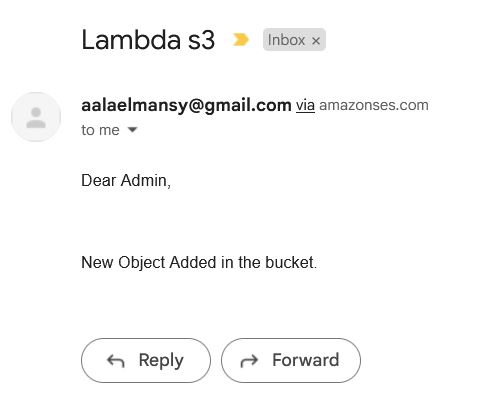 Lambda s3 Inbox ×
aalaelmansy@gmail.com via amazonses.com
to me
Dear Admin,
New Object Added in the bucket.
Reply Forward